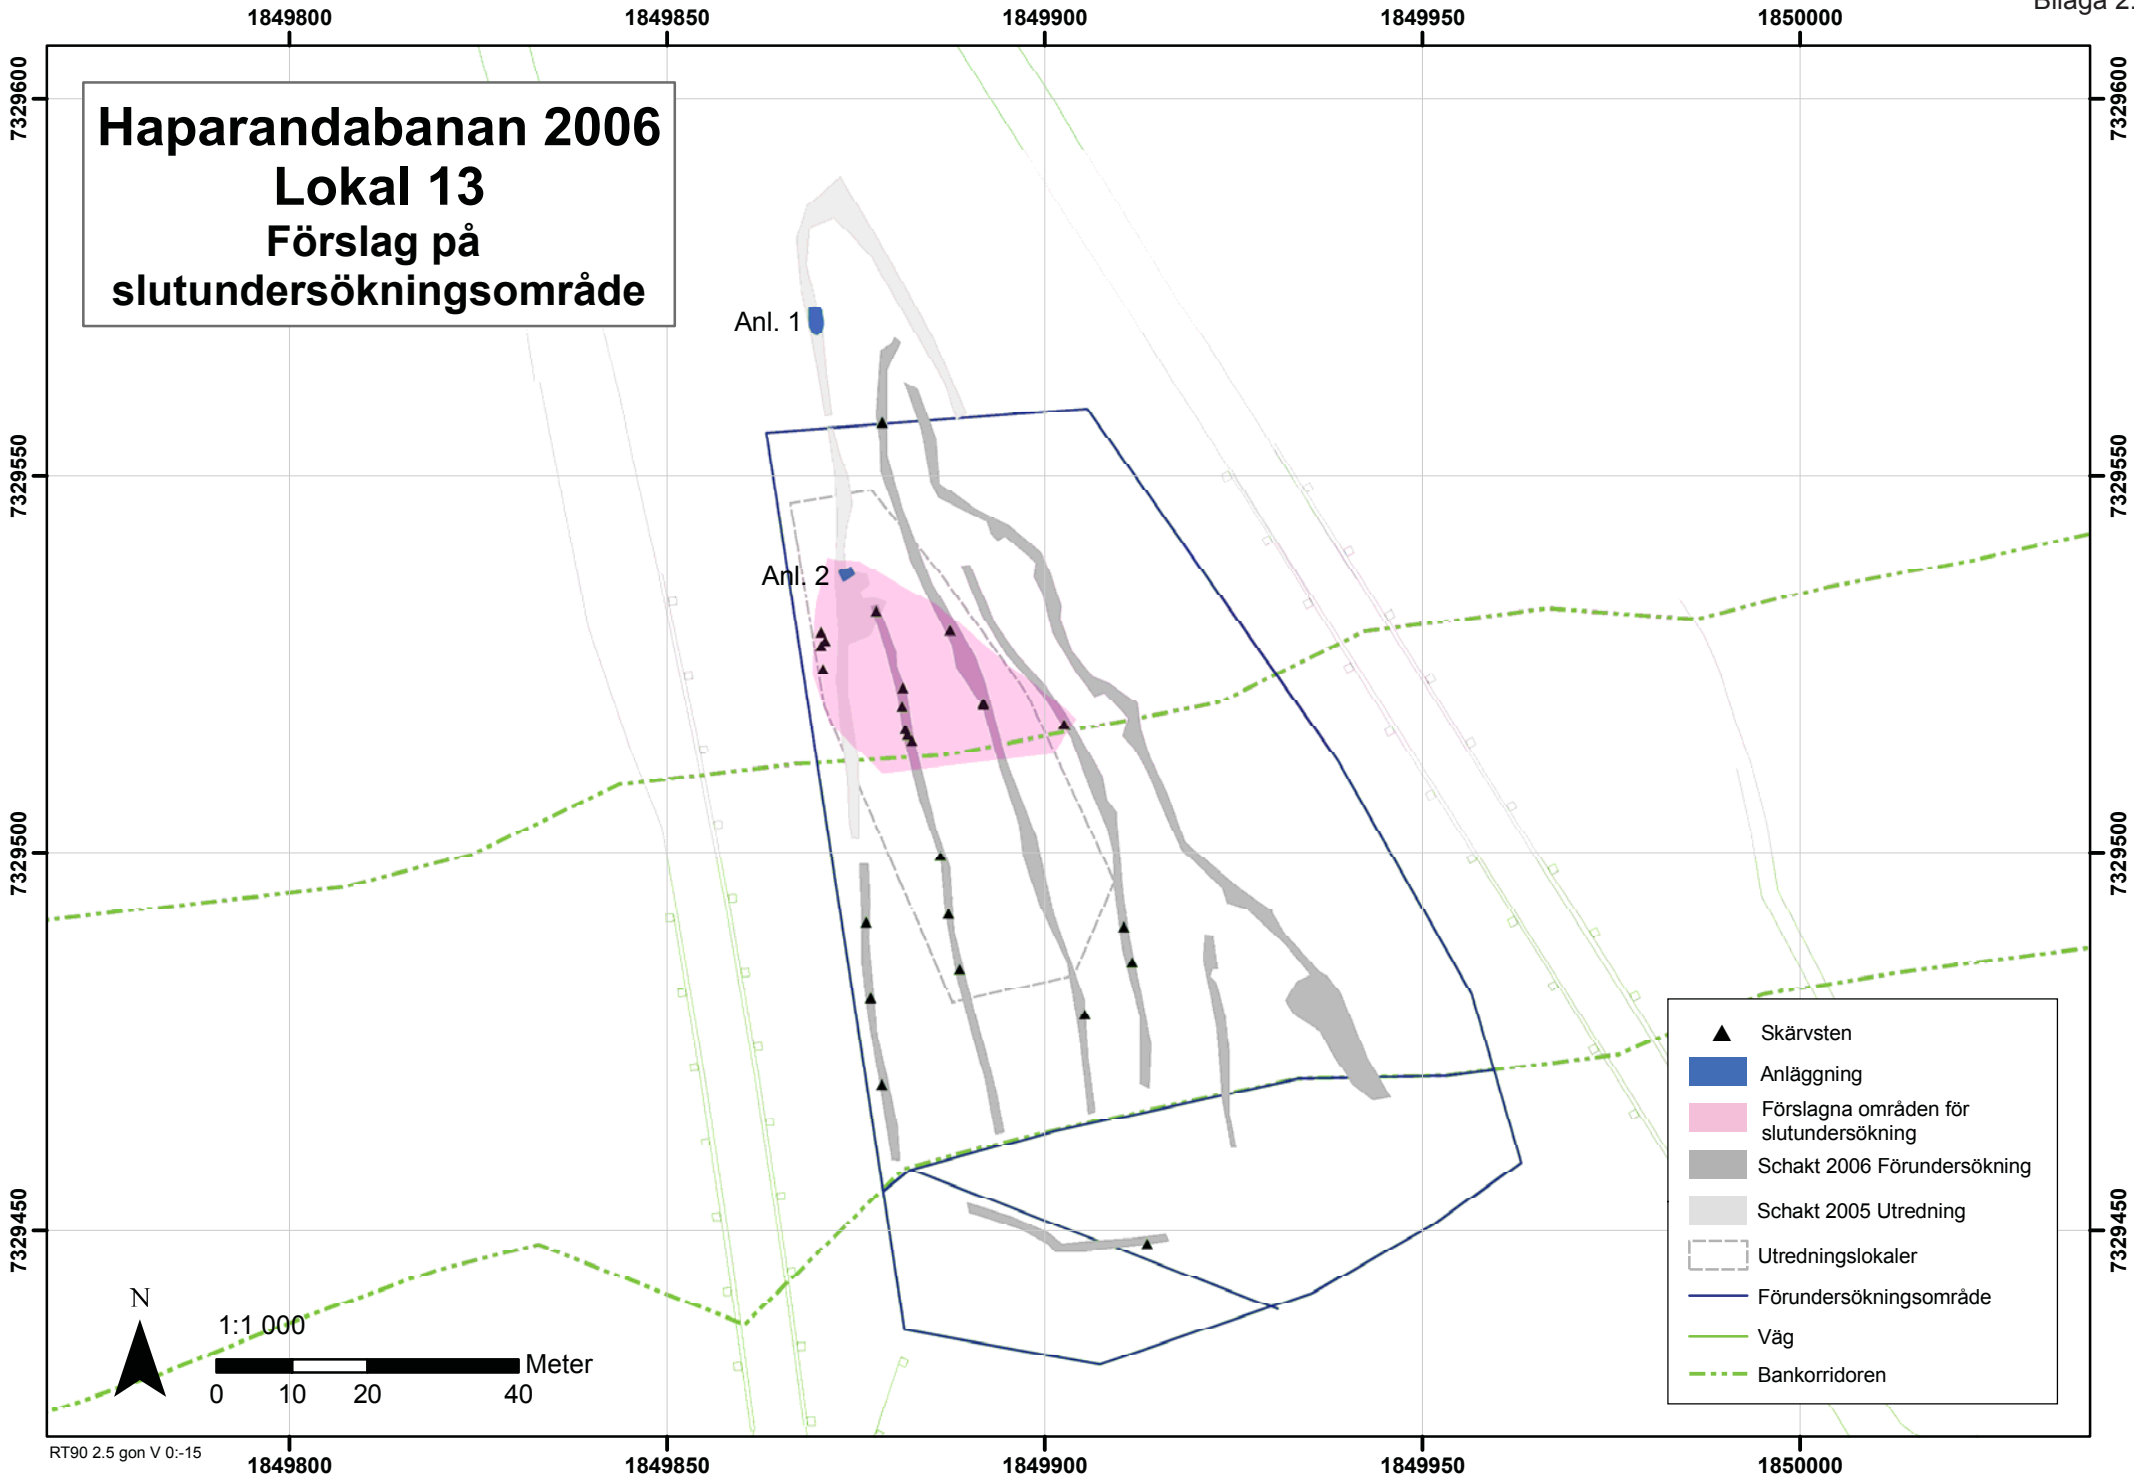 Bilaga 2.
1849800
1849850
1849900
1849950
1850000
7329600
7329550
7329500
7329450
7329600
7329550
7329500
7329450
Haparandabanan 2006
Lokal 13
Förslag på
slutundersökningsområde
Anl. 1
Anl. 2
Skärvsten
Anläggning
Förslagna områden för
slutundersökning
Schakt 2006 Förundersökning
Schakt 2005 Utredning
Utredningslokaler
Förundersökningsområde
Väg
Bankorridoren
N
1:1 000
Meter
0 10 20 40
RT90 2.5 gon V 0:-15
1849800
1849850
1849900
1849950
1850000